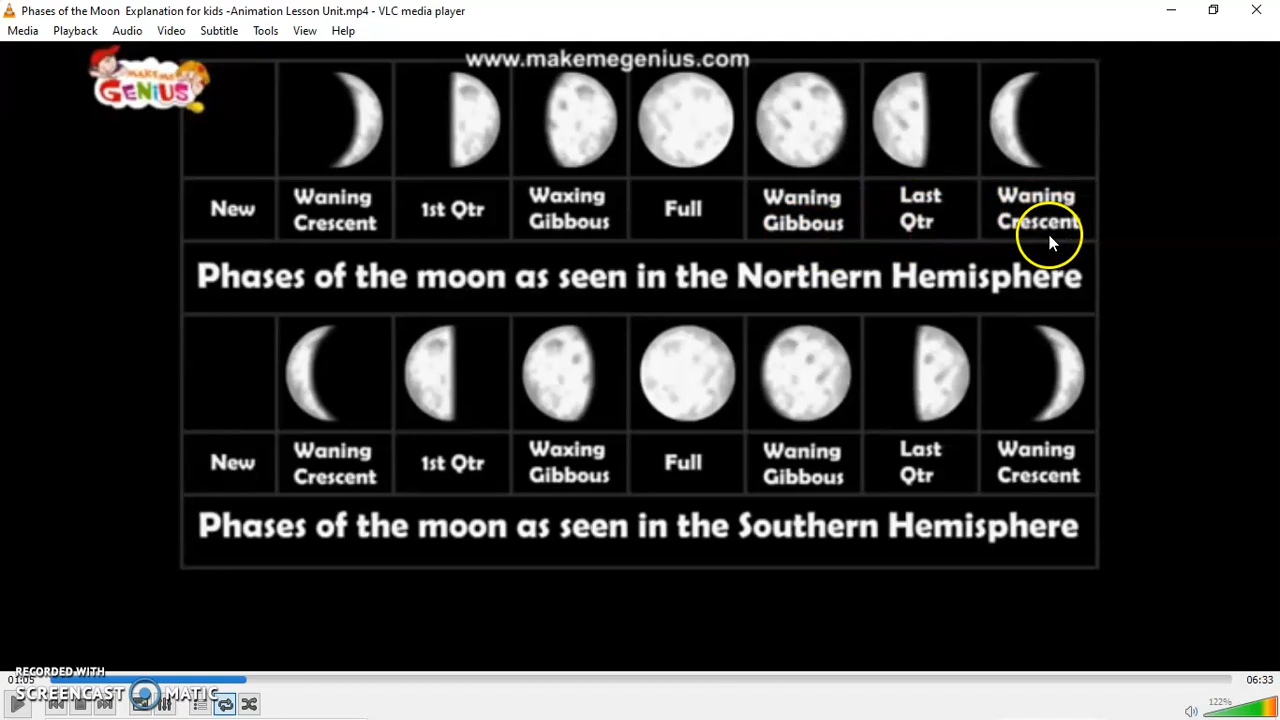 Phases of the Moon  Explanation for kids -Animation Lesson Unit.mp4 - VLC media player
Media Playback Audio Video Subtitle Tools View Help
www.makemegenius.com
MAKE ME
GENiUS
New Waning Crescent 1st Qtr Waxing Gibbous Full Waning Gibbous Last Qtr Waning Crescent
Phases of the moon as seen in the Northern Hemisphere
New Waning Crescent 1st Qtr Waxing Gibbous Full Waning Gibbous Last Qtr Waning Crescent
Phases of the moon as seen in the Southern Hemisphere
RECORDED WITH
01:05 06:33
SCREENCAST MATIC
122%